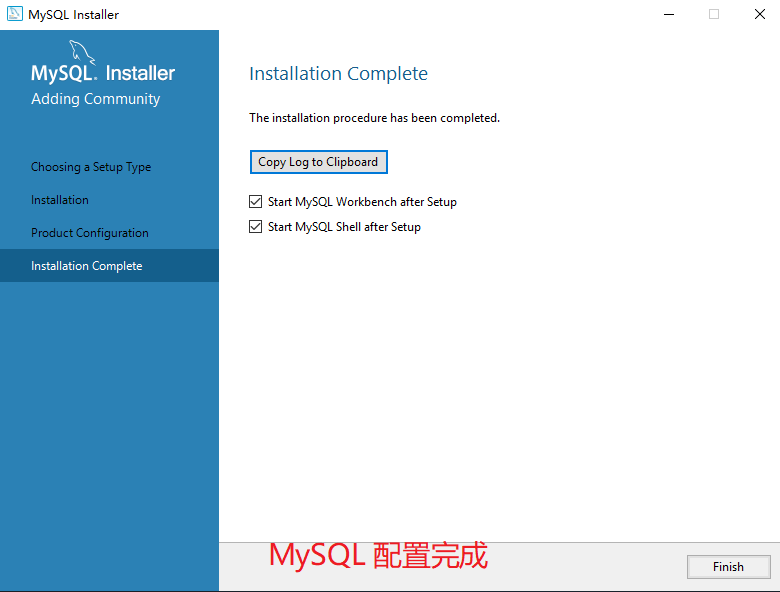 MySQL Installer
MySQL. Installer
Adding Community
Choosing a Setup Type
Installation
Product Configuration
Installation Complete
Installation Complete
The installation procedure has been completed.
Copy Log to Clipboard
Start MySQL Workbench after Setup
Start MySQL Shell after Setup
MySQL 配置完成
Finish